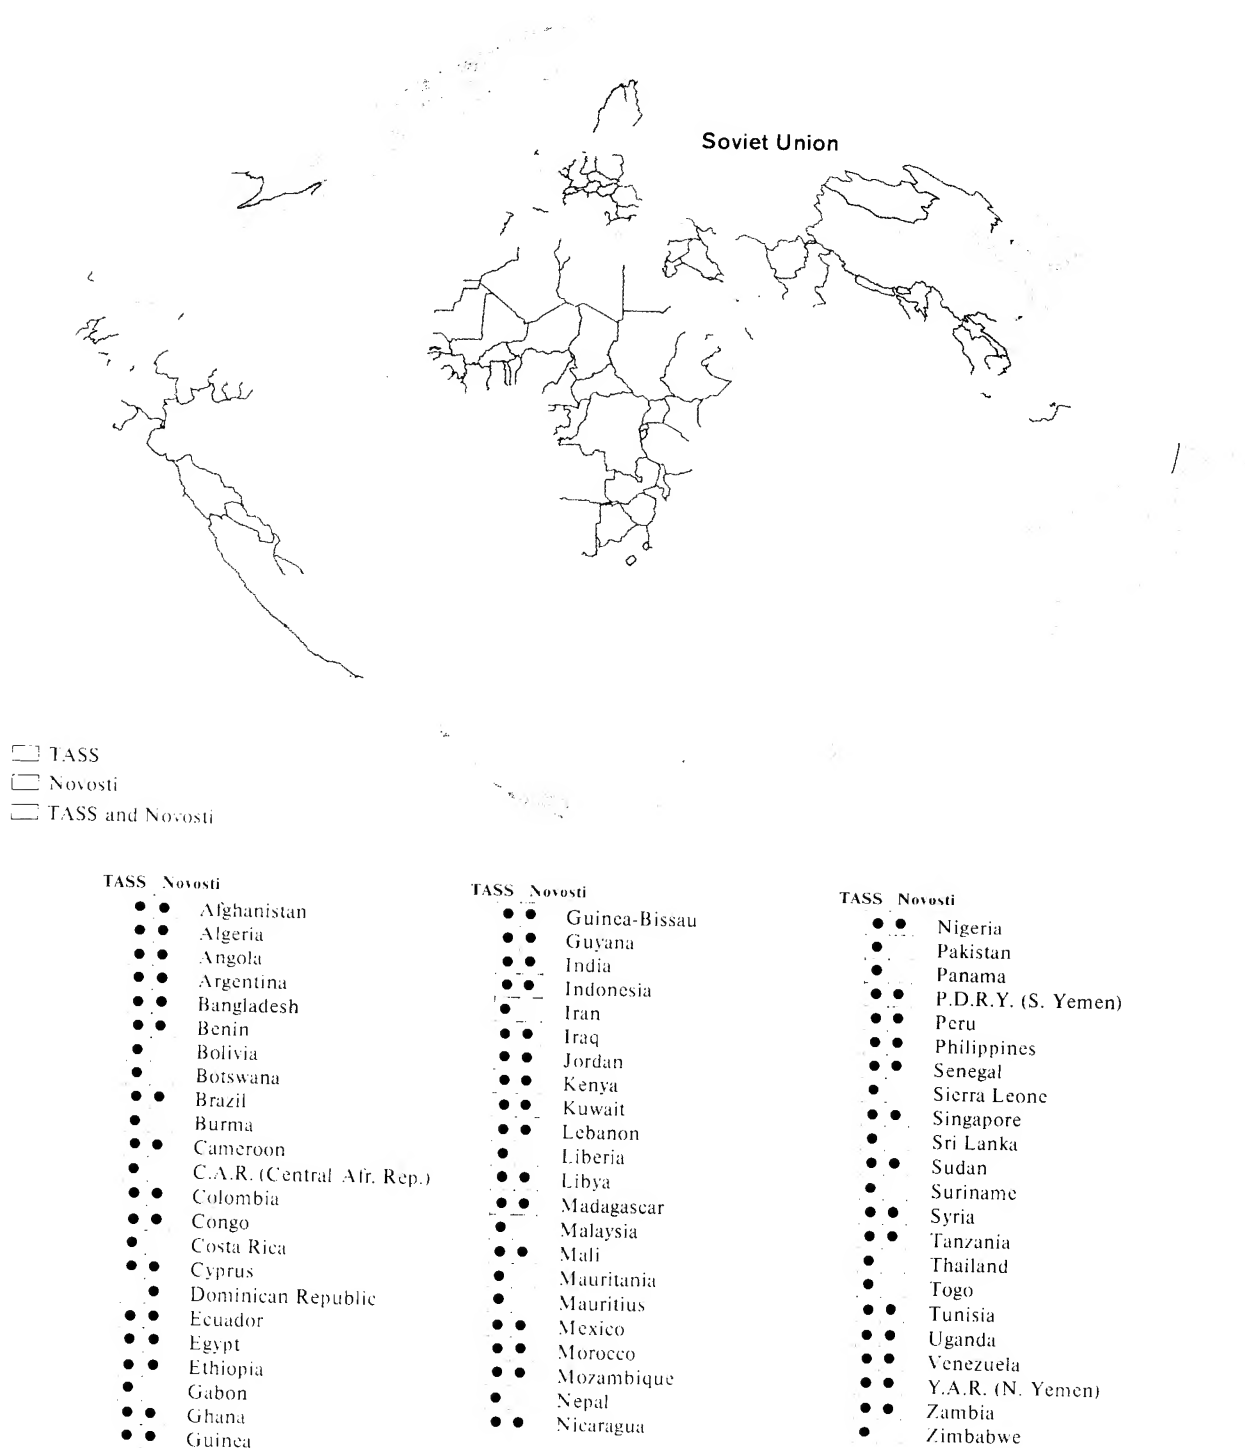 Soviet Union
TASS
Novosti
TASS and Novosti
TASS Novosti
● ● Afghanistan
● ● Algeria
● ● Angola
● ● Argentina
● ● Bangladesh
● ● Benin
● Bolivia
● Botswana
● ● Brazil
● Burma
● ● Cameroon
● C.A.R. (Central Afr. Rep.)
● ● Colombia
● ● Congo
● Costa Rica
● ● Cyprus
● Dominican Republic
● ● Ecuador
● ● Egypt
● ● Ethiopia
● Gabon
● ● Ghana
● ● Guinea
TASS Novosti
● ● Guinea-Bissau
● ● Guyana
● ● India
● ● Indonesia
● Iran
● ● Iraq
● ● Jordan
● ● Kenya
● ● Kuwait
● ● Lebanon
● Liberia
● ● Libya
● ● Madagascar
● Malaysia
● ● Mali
● Mauritania
● Mauritius
● ● Mexico
● ● Morocco
● ● Mozambique
● Nepal
● ● Nicaragua
TASS Novosti
● ● Nigeria
● Pakistan
● Panama
● ● P.D.R.Y. (S. Yemen)
● ● Peru
● ● Philippines
● ● Senegal
● Sierra Leone
● ● Singapore
● Sri Lanka
● ● Sudan
● Suriname
● ● Syria
● ● Tanzania
● Thailand
● Togo
● ● Tunisia
● ● Uganda
● ● Venezuela
● ● Y.A.R. (N. Yemen)
● ● Zambia
● Zimbabwe